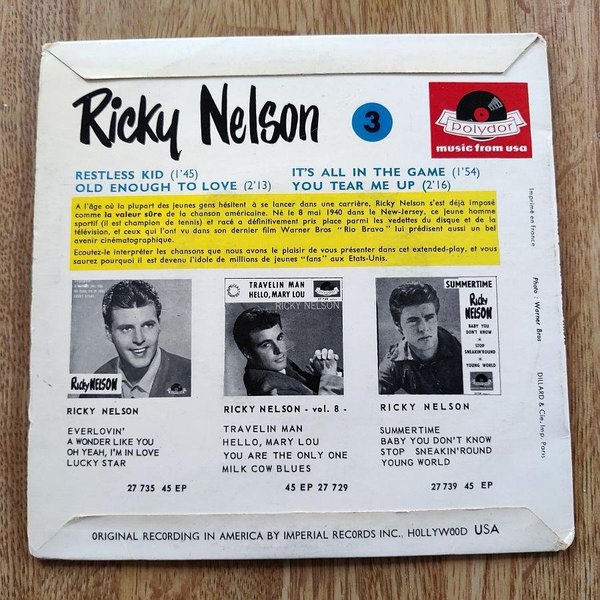 Ricky Nelson
3
Polydor
music from usa
RESTLESS KID (1'45)
OLD ENOUGH TO LOVE (2'13)
IT'S ALL IN THE GAME (1'54)
YOU TEAR ME UP (2'16)
A l'âge où la plupart des jeunes gens hésitent à se lancer dans une carrière, Ricky Nelson s'est déjà imposé
comme la valeur sûre de la chanson américaine. Né le 8 mai 1940 dans le New-Jersey, ce jeune homme
sportif (il est champion de tennis) et racé a définitivement pris place parmi les vedettes du disque et de la
télévision, et ceux qui l'ont vu dans son dernier film Warner Bros "Rio Bravo" lui prédisent aussi un bel
avenir cinématographique.
Ecoutez-le interpréter les chansons que nous avons le plaisir de vous présenter dans cet extended-play, et vous
saurez pourquoi il est devenu l'idole de millions de jeunes "fans" aux Etats-Unis.
Imprimé en France
Photo : Warner Bros
DILLARD & Cie. Imp. Paris
Ricky NELSON
TRAVELIN MAN
HELLO, MARY LOU
RICKY NELSON
SUMMERTIME
Ricky
NELSON
BABY YOU
DON'T KNOW
STOP
SNEAKIN'ROUND
YOUNG WORLD
RICKY NELSON
EVERLOVIN'
A WONDER LIKE YOU
OH YEAH, I'M IN LOVE
LUCKY STAR
27 735 45 EP
RICKY NELSON - vol. 8 -
TRAVELIN MAN
HELLO, MARY LOU
YOU ARE THE ONLY ONE
MILK COW BLUES
45 EP 27 729
RICKY NELSON
SUMMERTIME
BABY YOU DON'T KNOW
STOP SNEAKIN'ROUND
YOUNG WORLD
27 739 45 EP
ORIGINAL RECORDING IN AMERICA BY IMPERIAL RECORDS INC., HOLLYWOOD USA